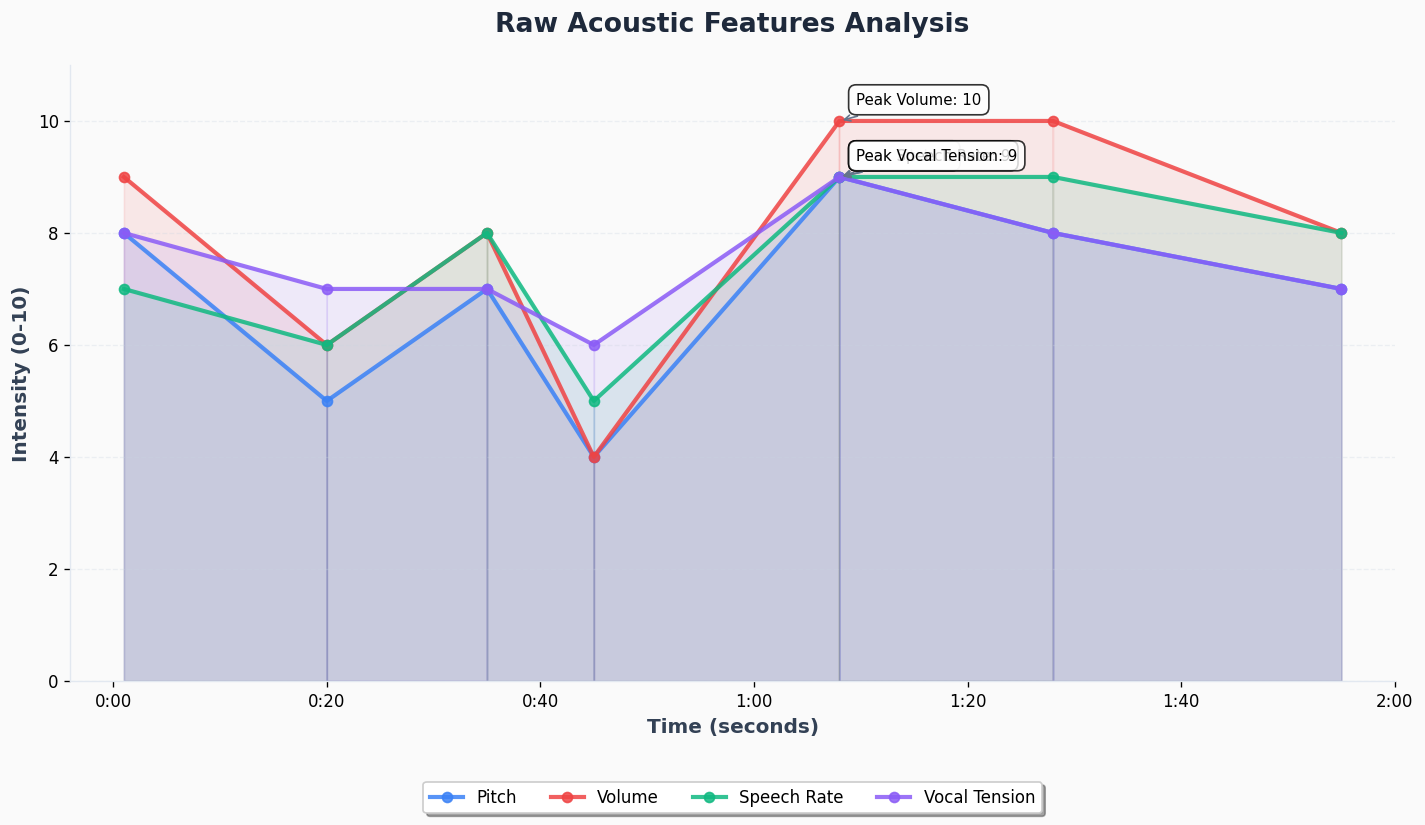 Raw Acoustic Features Analysis
Peak Volume: 10
Peak Vocal Tension: 9
10
8
6
4
2
0
Intensity (0-10)
0:00 0:20 0:40 1:00 1:20 1:40 2:00
Time (seconds)
Pitch Volume Speech Rate Vocal Tension